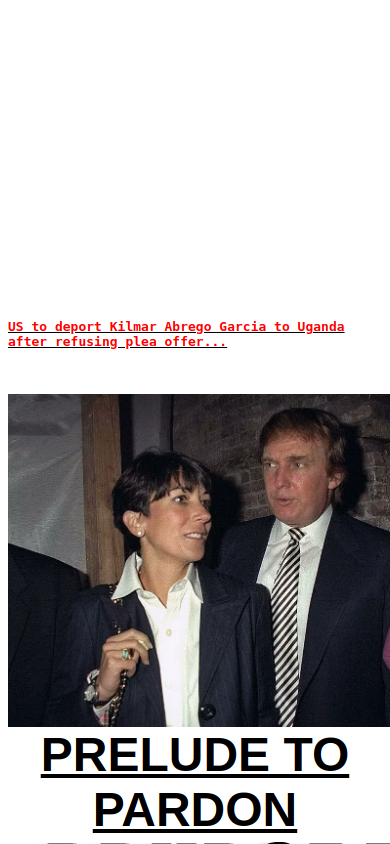 US to deport Kilmar Abrego Garcia to Uganda
after refusing plea offer...
PRELUDE TO
PARDON